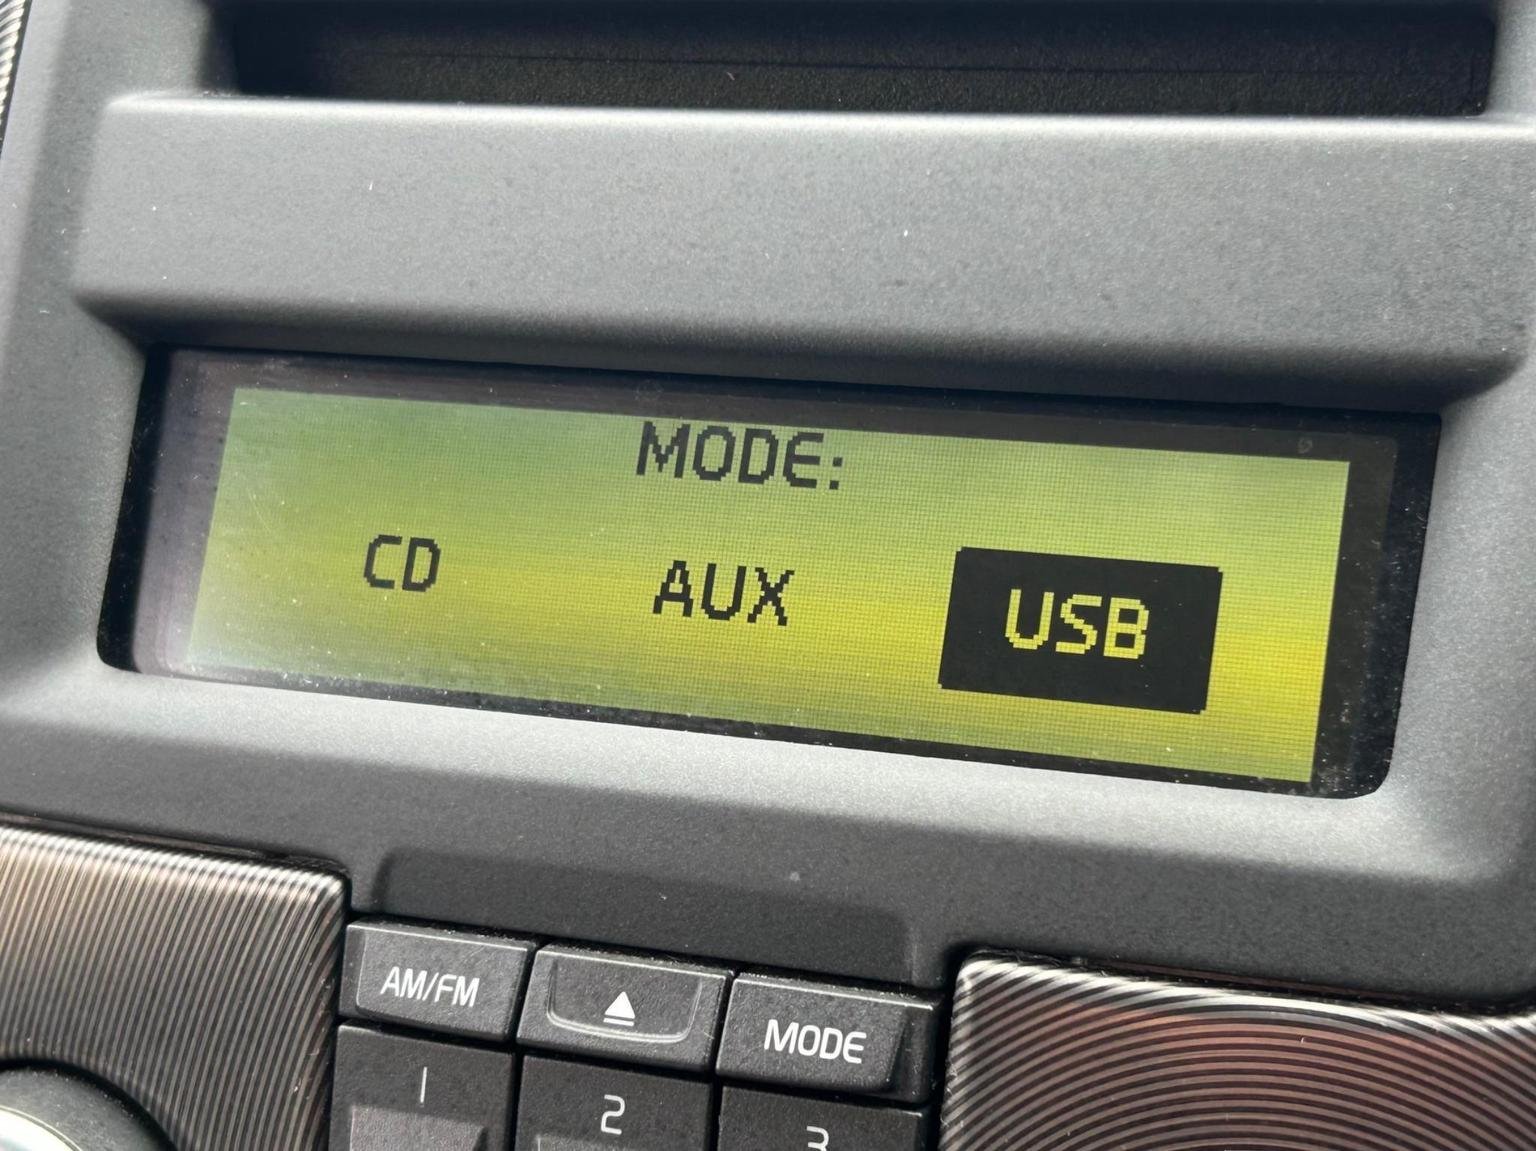 MODE:
CD AUX USB
AM/FM MODE
1 2 3